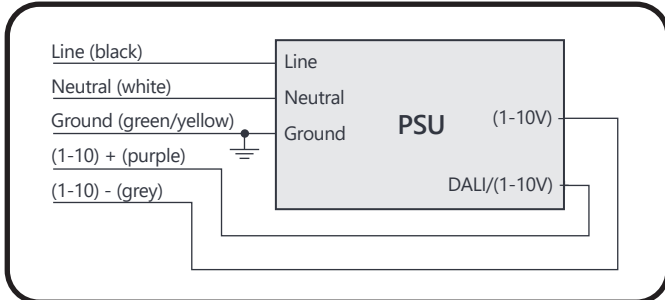 Line (black)
Neutral (white)
Ground (green/yellow)
(1-10) + (purple)
(1-10) - (grey)
Line
Neutral
Ground
PSU
(1-10V)
DALI/(1-10V)